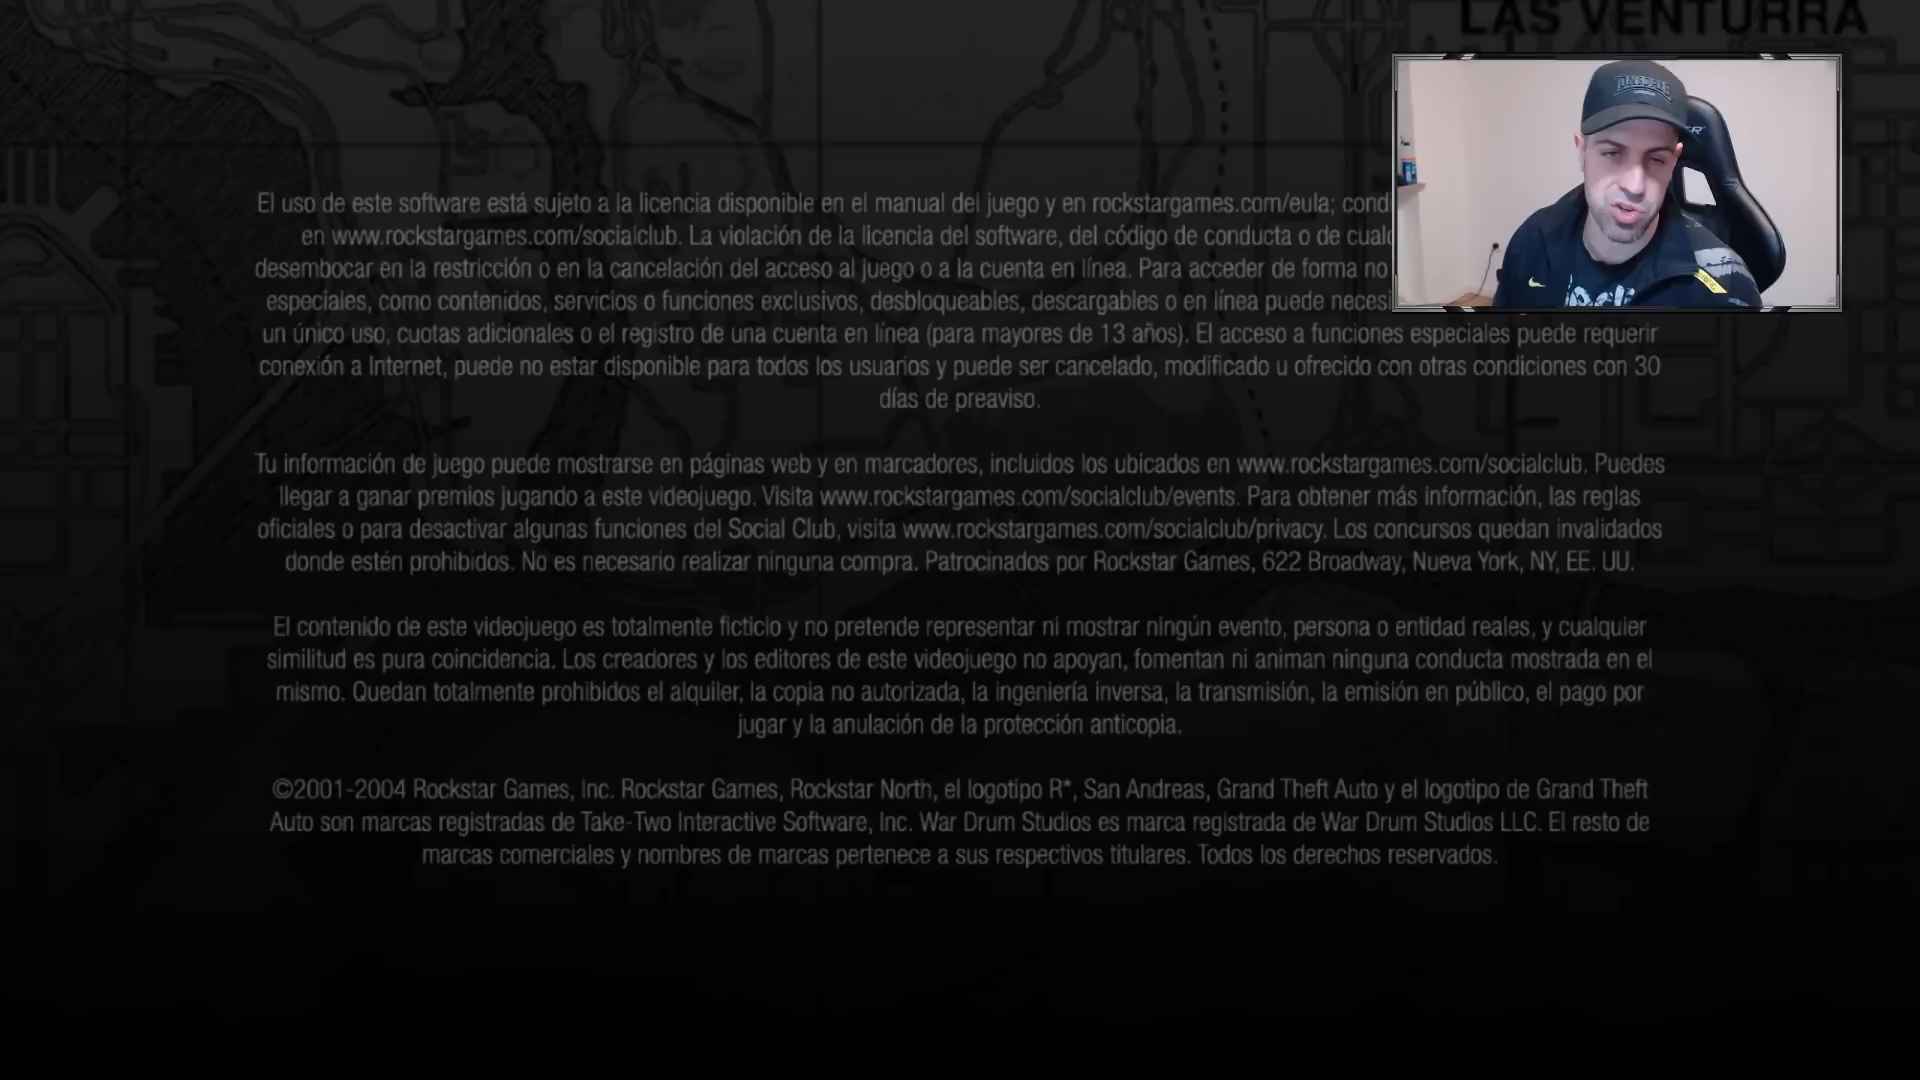 LAS VENTURRA
El uso de este software está sujeto a la licencia disponible en el manual del juego y en rockstargames.com/eula;
en www.rockstargames.com/socialclub. La violación de la licencia del software, del código de conducta o de
desembocar en la restricción o en la cancelación del acceso al juego o a la cuenta en línea. Para acceder de forma no
especiales, como contenidos, servicios o funciones exclusivos, desbloqueables, descargables o en línea puede
un único uso, cuotas adicionales o el registro de una cuenta en línea (para mayores de 13 años). El acceso a funciones especiales puede requerir
conexión a Internet, puede no estar disponible para todos los usuarios y puede ser cancelado, modificado u ofrecido con otras condiciones con 30
días de preaviso.
Tu información de juego puede mostrarse en páginas web y en marcadores, incluidos los ubicados en www.rockstargames.com/socialclub. Puedes
llegar a ganar premios jugando a este videojuego. Visita www.rockstargames.com/socialclub/events. Para obtener más información, las reglas
oficiales o para desactivar algunas funciones del Social Club, visita www.rockstargames.com/socialclub/privacy. Los concursos quedan invalidados
donde estén prohibidos. No es necesario realizar ninguna compra. Patrocinados por Rockstar Games, 622 Broadway, Nueva York, NY, EE. UU.
El contenido de este videojuego es totalmente ficticio y no pretende representar ni mostrar ningún evento, persona o entidad reales, y cualquier
similitud es pura coincidencia. Los creadores y los editores de este videojuego no apoyan, fomentan ni animan ninguna conducta mostrada en el
mismo. Quedan totalmente prohibidos el alquiler, la copia no autorizada, la ingeniería inversa, la transmisión, la emisión en público, el pago por
jugar y la anulación de la protección anticopia.
©2001-2004 Rockstar Games, Inc. Rockstar Games, Rockstar North, el logotipo R*, San Andreas, Grand Theft Auto y el logotipo de Grand Theft
Auto son marcas registradas de Take-Two Interactive Software, Inc. War Drum Studios es marca registrada de War Drum Studios LLC. El resto de
marcas comerciales y nombres de marcas pertenece a sus respectivos titulares. Todos los derechos reservados.